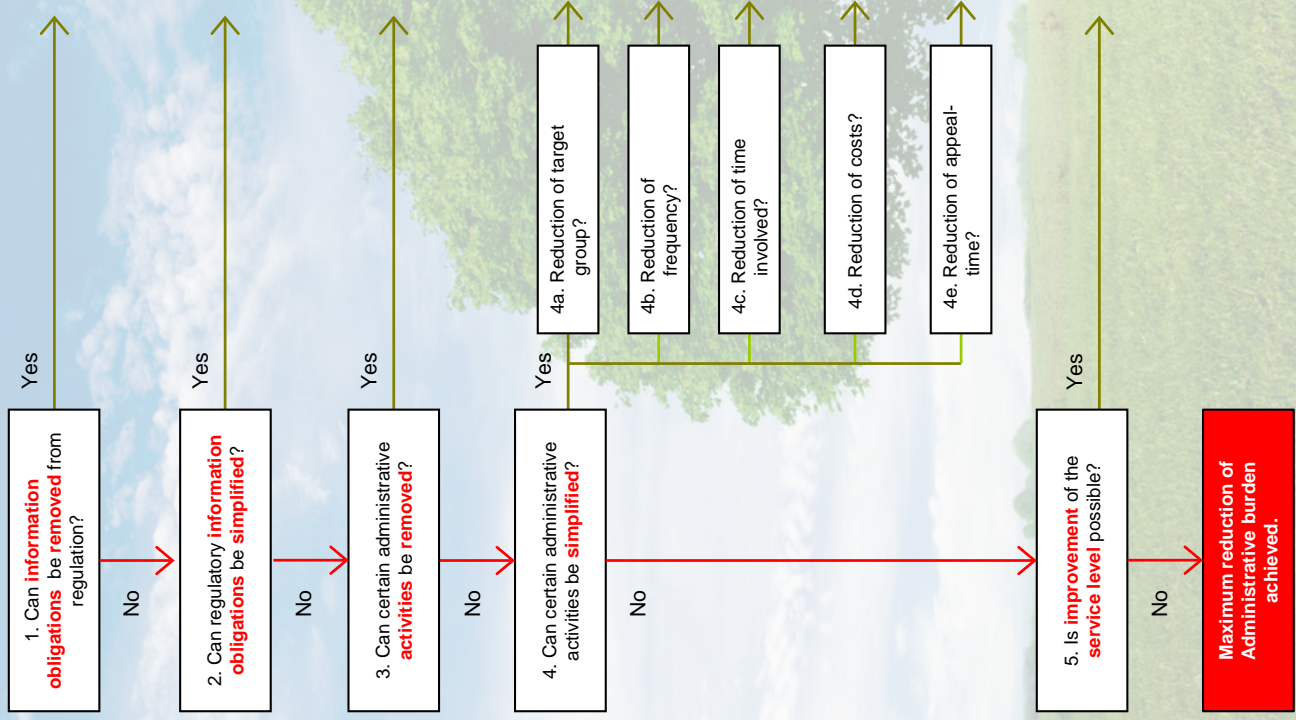 1. Can information
obligations be removed from
regulation?
Yes
No
2. Can regulatory information
obligations be simplified?
Yes
No
3. Can certain administrative
activities be removed?
Yes
No
4. Can certain administrative
activities be simplified?
Yes
4a. Reduction of target
group?
4b. Reduction of
frequency?
4c. Reduction of time
involved?
4d. Reduction of costs?
4e. Reduction of appeal-
time?
No
5. Is improvement of the
service level possible?
Yes
No
Maximum reduction of
Administrative burden
achieved.